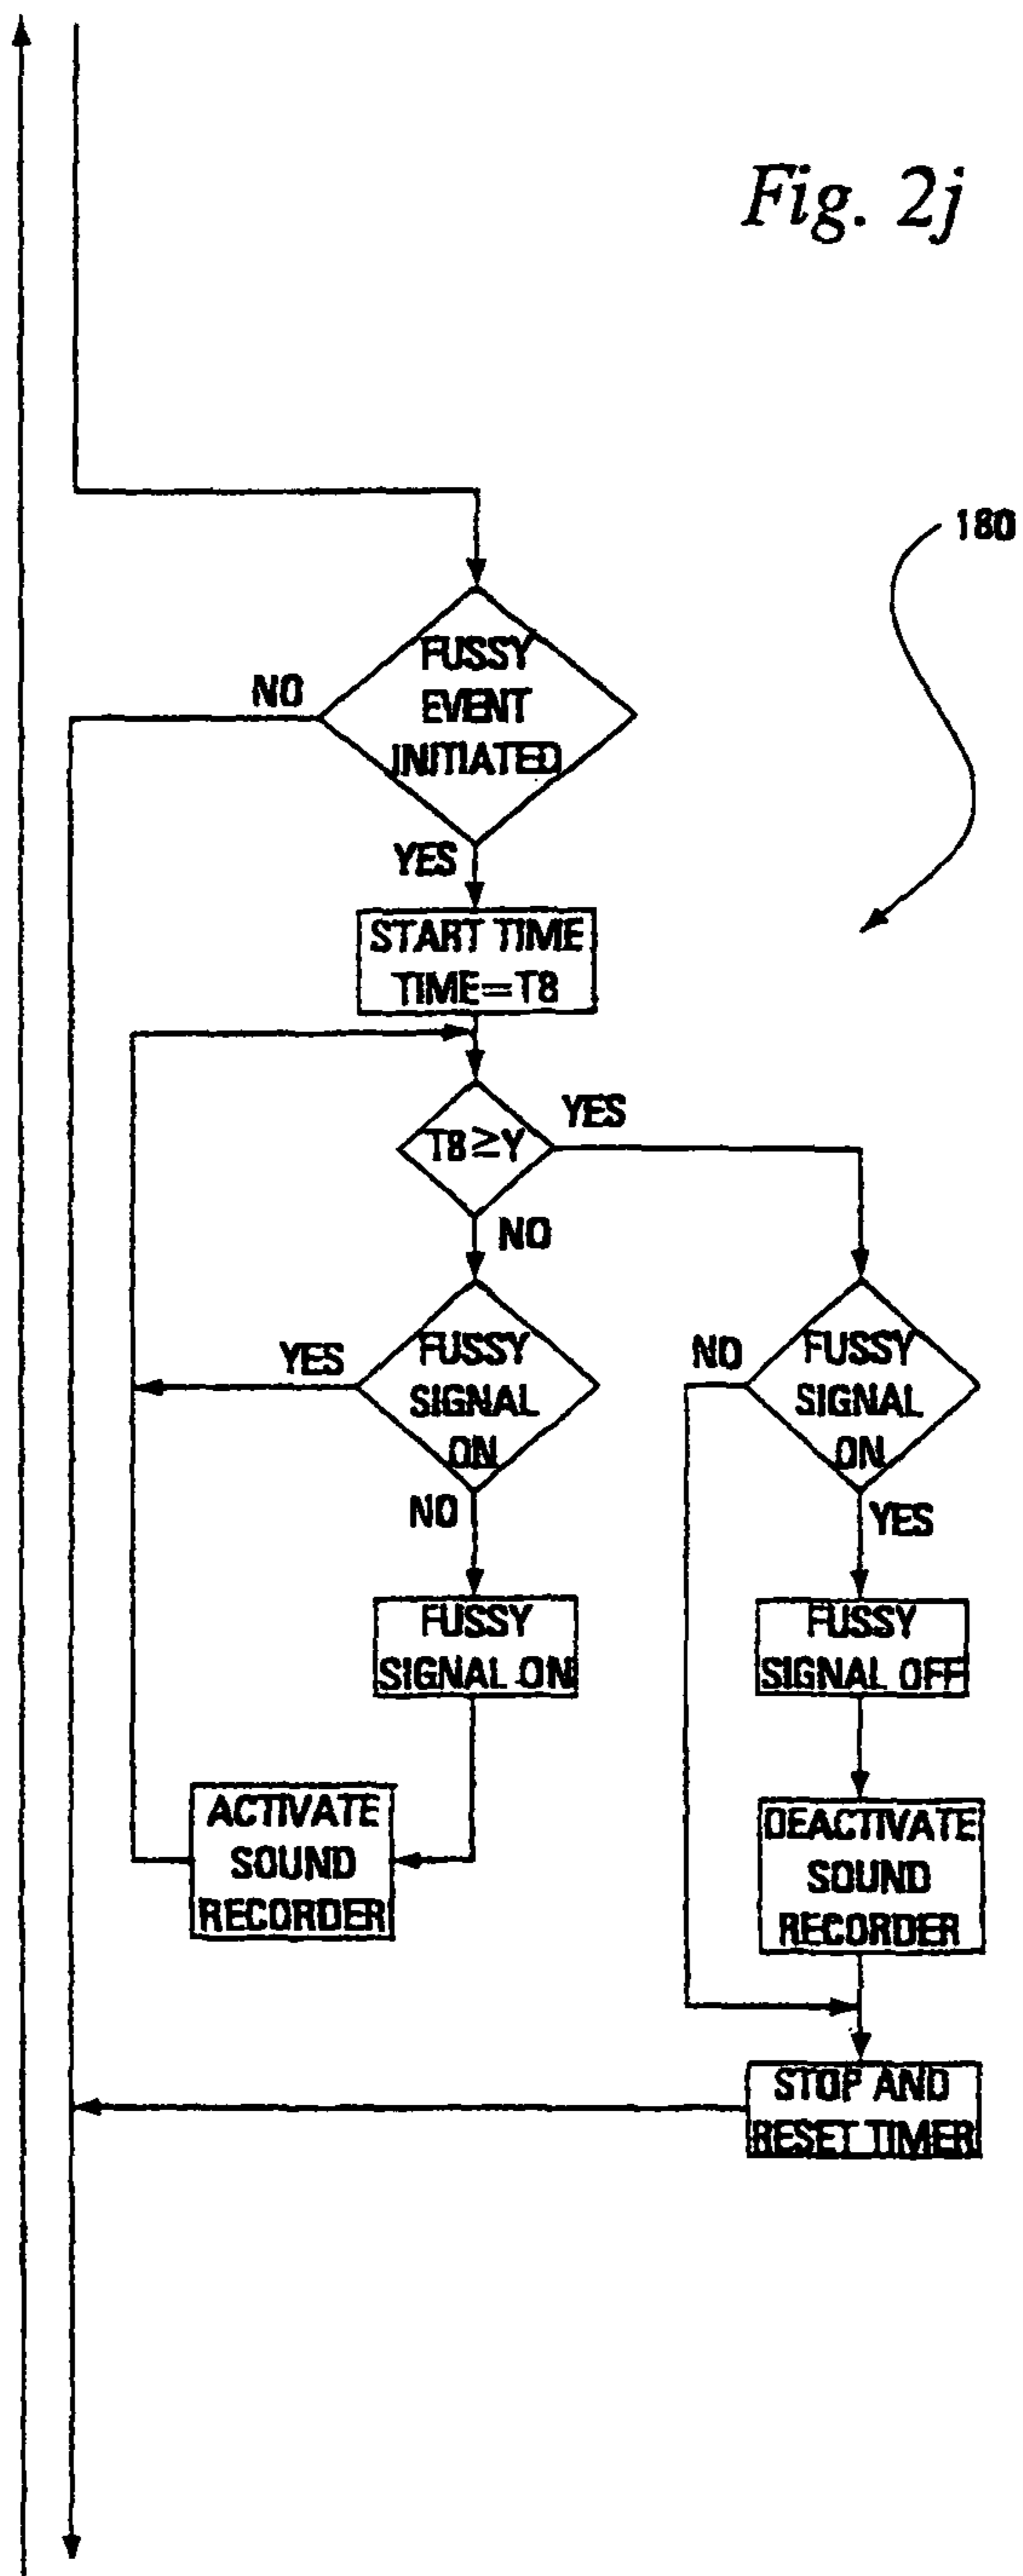 Fig. 2j
180
FUSSY
EVENT
INITIATED
NO
YES
START TIME
TIME=T8
T8≥Y
YES
NO
FUSSY
SIGNAL
ON
YES
NO
FUSSY
SIGNAL
ON
NO
YES
FUSSY
SIGNAL ON
FUSSY
SIGNAL OFF
ACTIVATE
SOUND
RECORDER
DEACTIVATE
SOUND
RECORDER
STOP AND
RESET TIMER